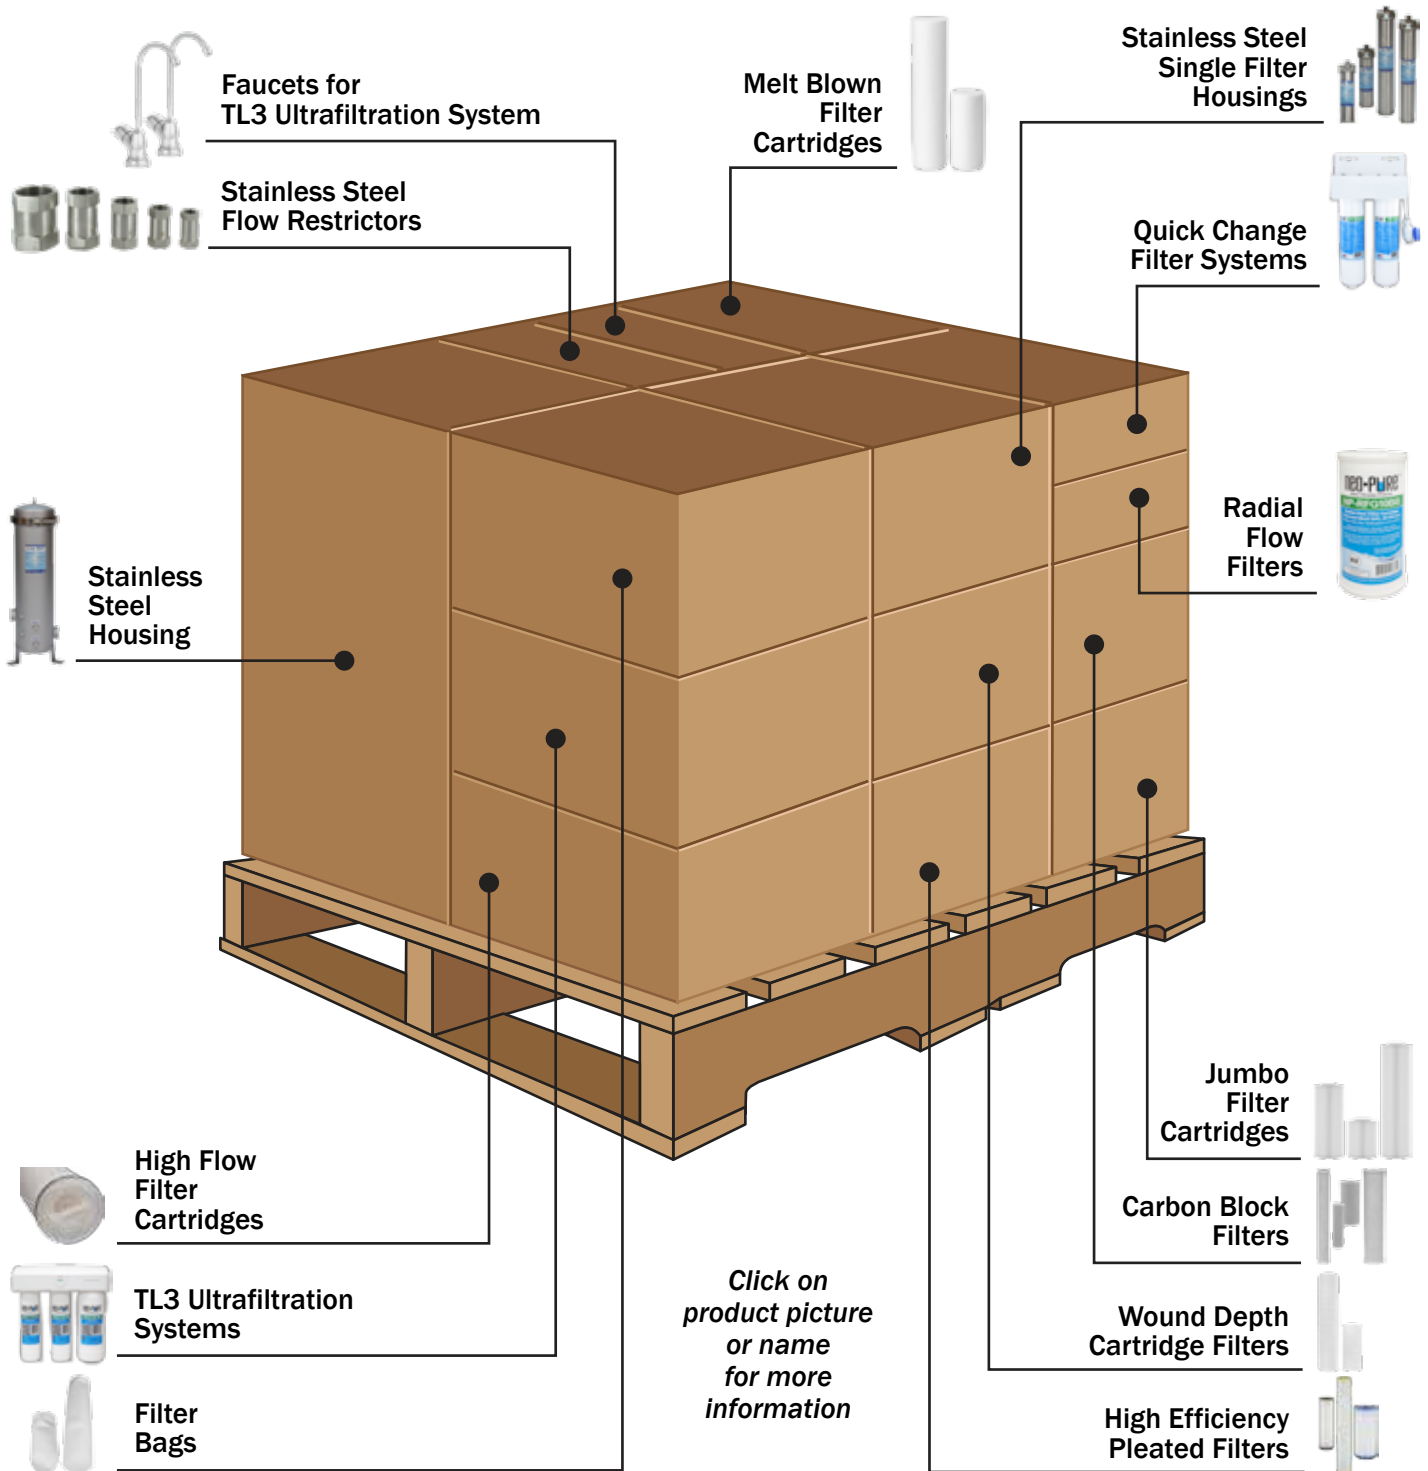 Faucets for
TL3 Ultrafiltration System
Stainless Steel
Flow Restrictors
Melt Blown
Filter
Cartridges
Stainless Steel
Single Filter
Housings
Quick Change
Filter Systems
neo-PURE
Radial
Flow
Filters
Stainless
Steel
Housing
High Flow
Filter
Cartridges
TL3 Ultrafiltration
Systems
Filter
Bags
Click on
product picture
or name
for more
information
Jumbo
Filter
Cartridges
Carbon Block
Filters
Wound Depth
Cartridge Filters
High Efficiency
Pleated Filters